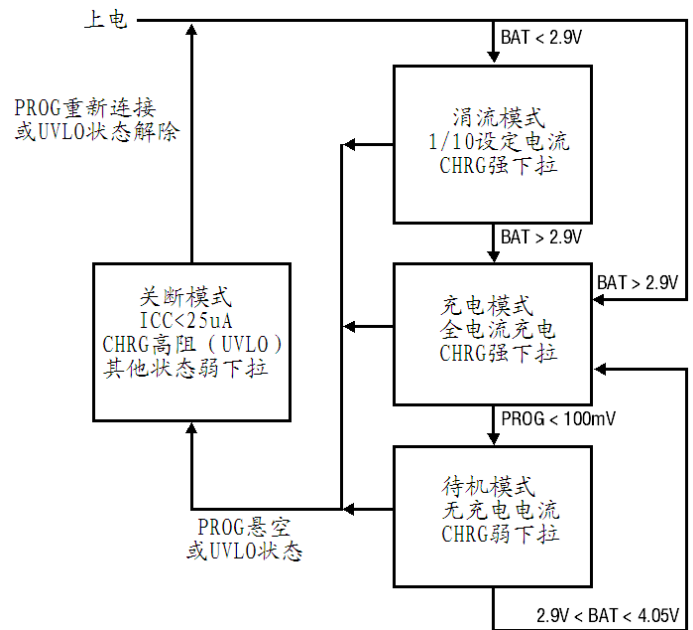 上电
BAT < 2.9V
PROG重新连接
或UVLO状态解除
涓流模式
1/10设定电流
CHRG强下拉
BAT > 2.9V
BAT > 2.9V
关断模式
ICC<25uA
CHRG高阻（UVLO）
其他状态弱下拉
充电模式
全电流充电
CHRG强下拉
PROG < 100mV
待机模式
无充电电流
CHRG弱下拉
PROG悬空
或UVLO状态
2.9V < BAT < 4.05V